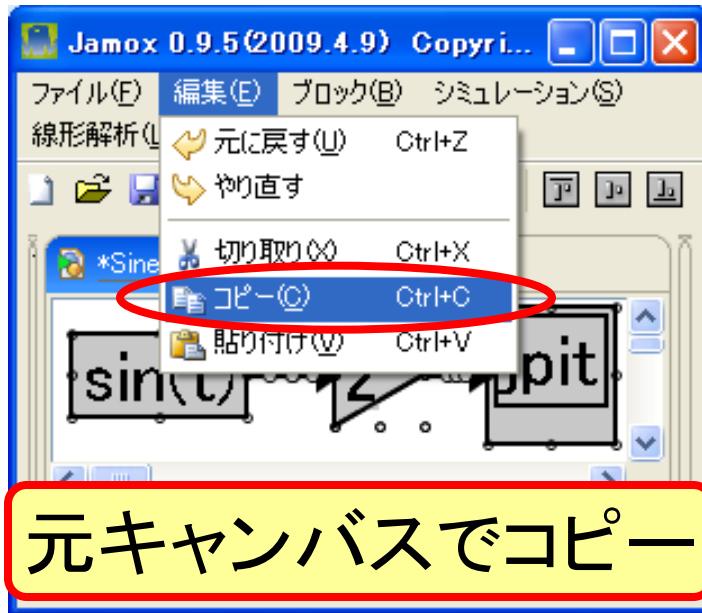 Jamox 0.9.5(2009.4.9) Copyri...
ファイル(F) 編集(E) ブロック(B) シミュレーション(S)
線形解析(L
元に戻す(U) Ctrl+Z
やり直す
*Sine
切り取り(X) Ctrl+X
コピー(C) Ctrl+C
貼り付け(V) Ctrl+V
sin(t)
2
pit
元キャンバスでコピー